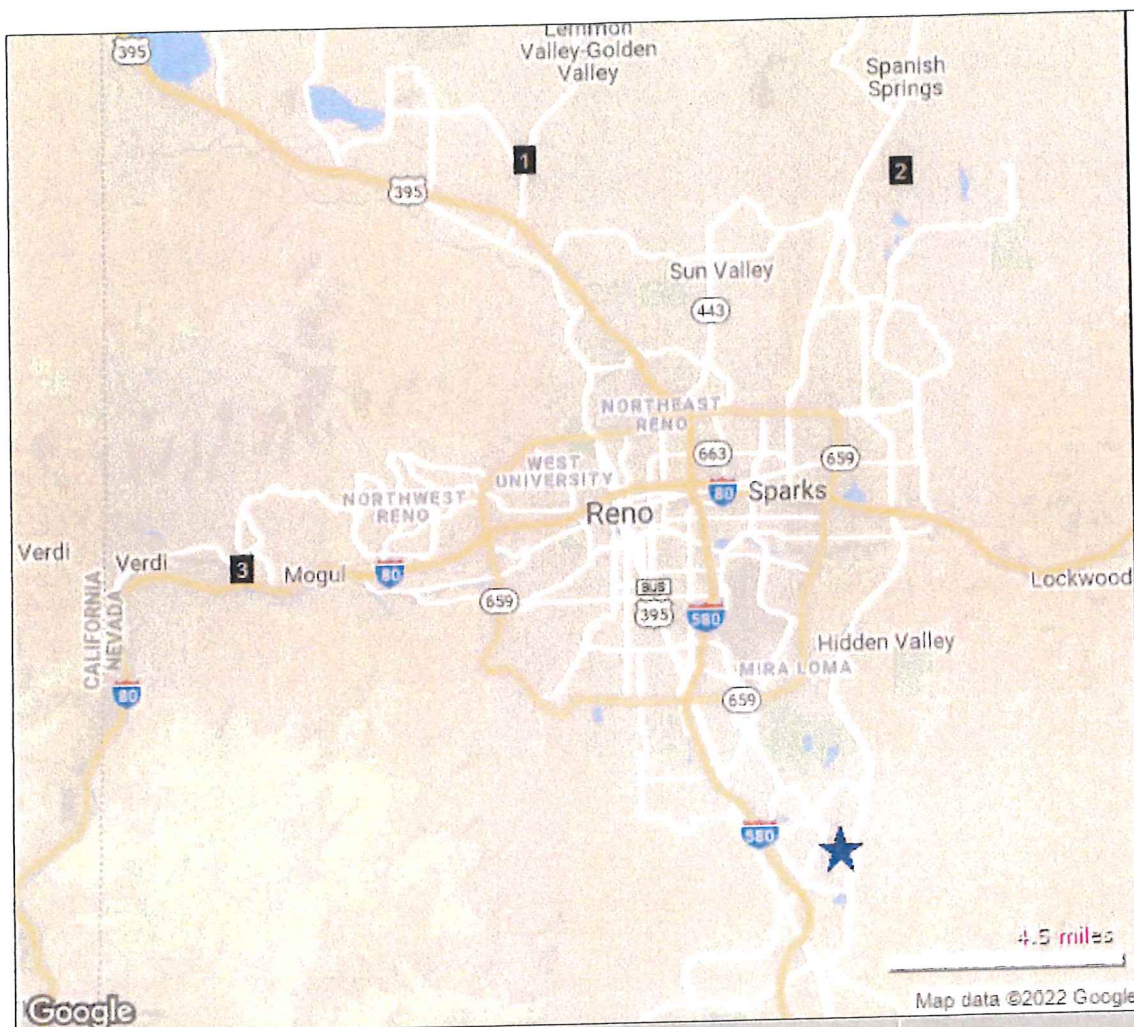 395
Lemmon
Valley-Golden
Valley
Spanish
Springs
1
2
395
Sun Valley
443
NORTHEAST
RENO
663
659
WEST
UNIVERSITY
80
Sparks
NORTHWEST
RENO
Reno
Verdi
Verdi
3
Mogul
80
Lockwood
659
BUS
395
580
CALIFORNIA
NEVADA
Hidden Valley
MIRA LOMA
80
659
580
4.5 miles
Google
Map data ©2022 Google